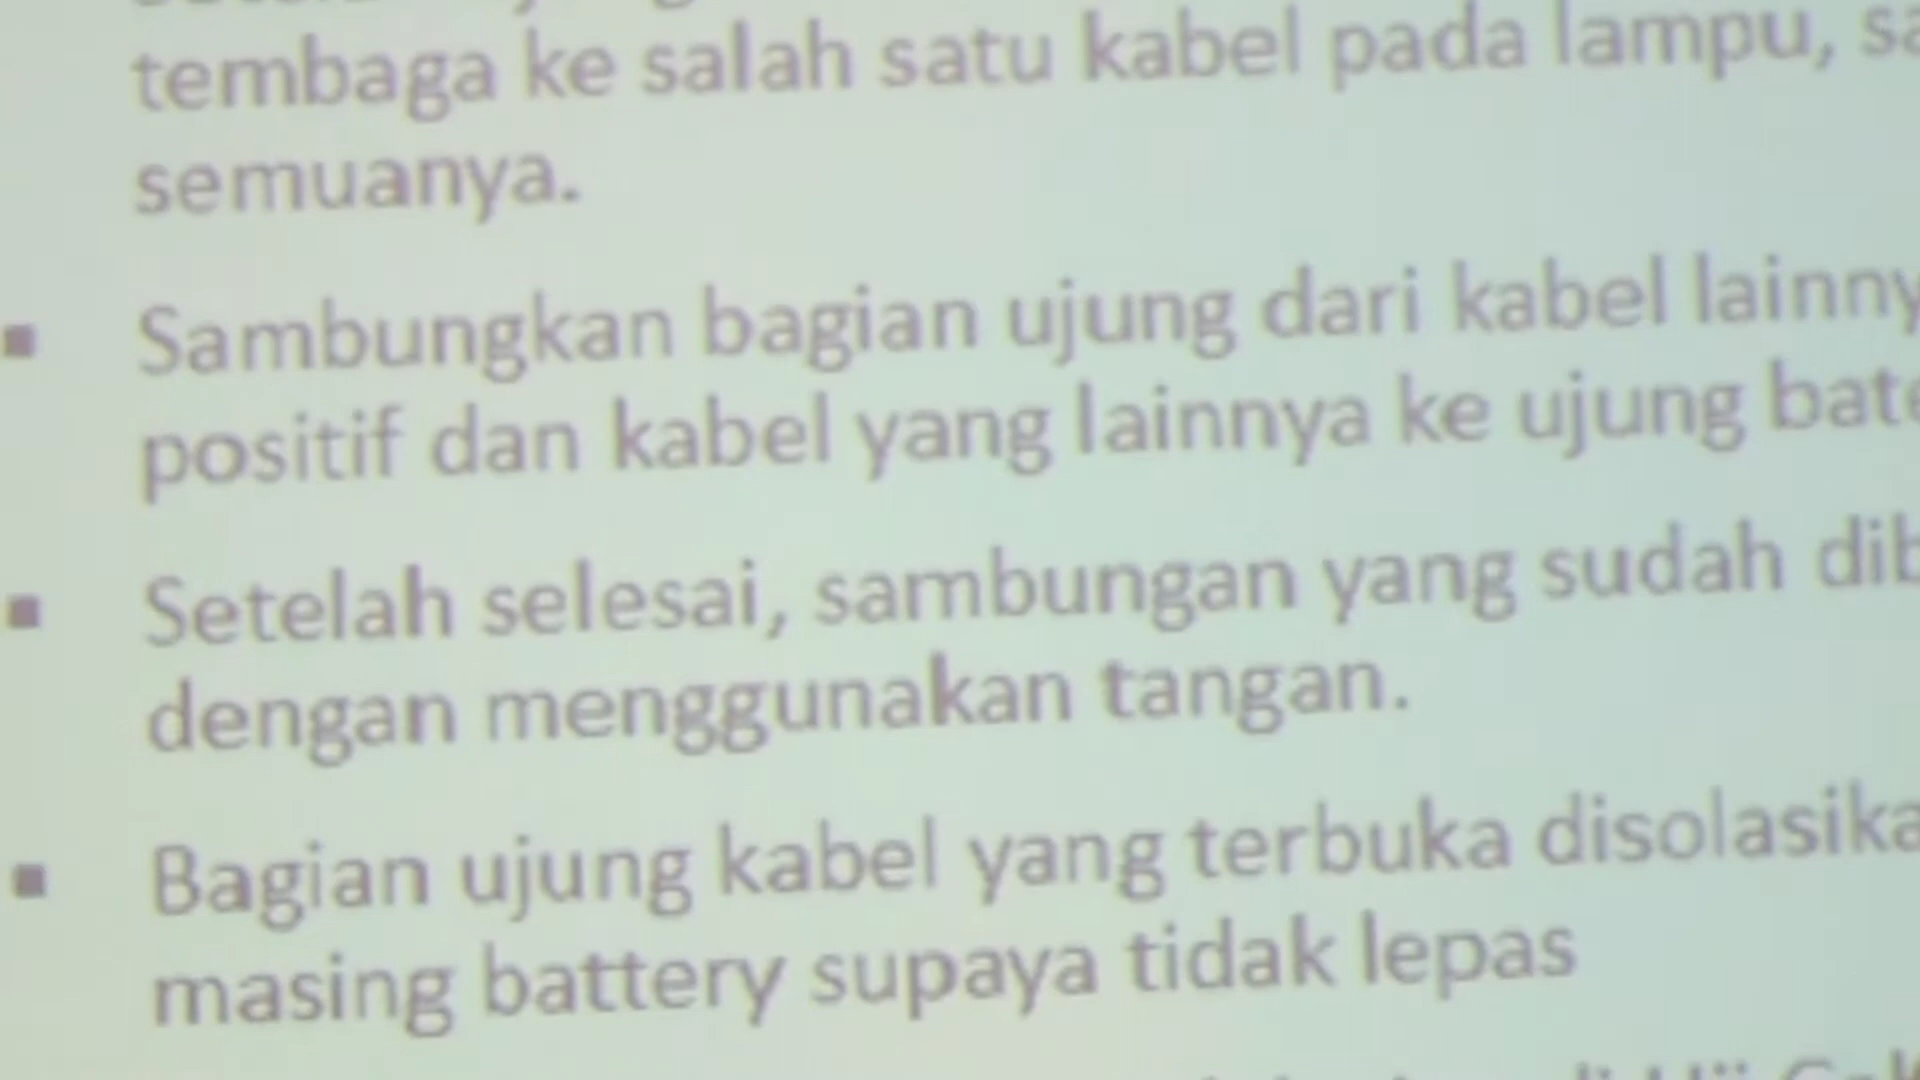 tembaga ke salah satu kabel pada lampu,
semuanya.
▪ Sambungkan bagian ujung dari kabel
positif dan kabel yang lainnya ke ujung
▪ Setelah selesai, sambungan yang sudah
dengan menggunakan tangan.
▪ Bagian ujung kabel yang terbuka
masing battery supaya tidak lepas